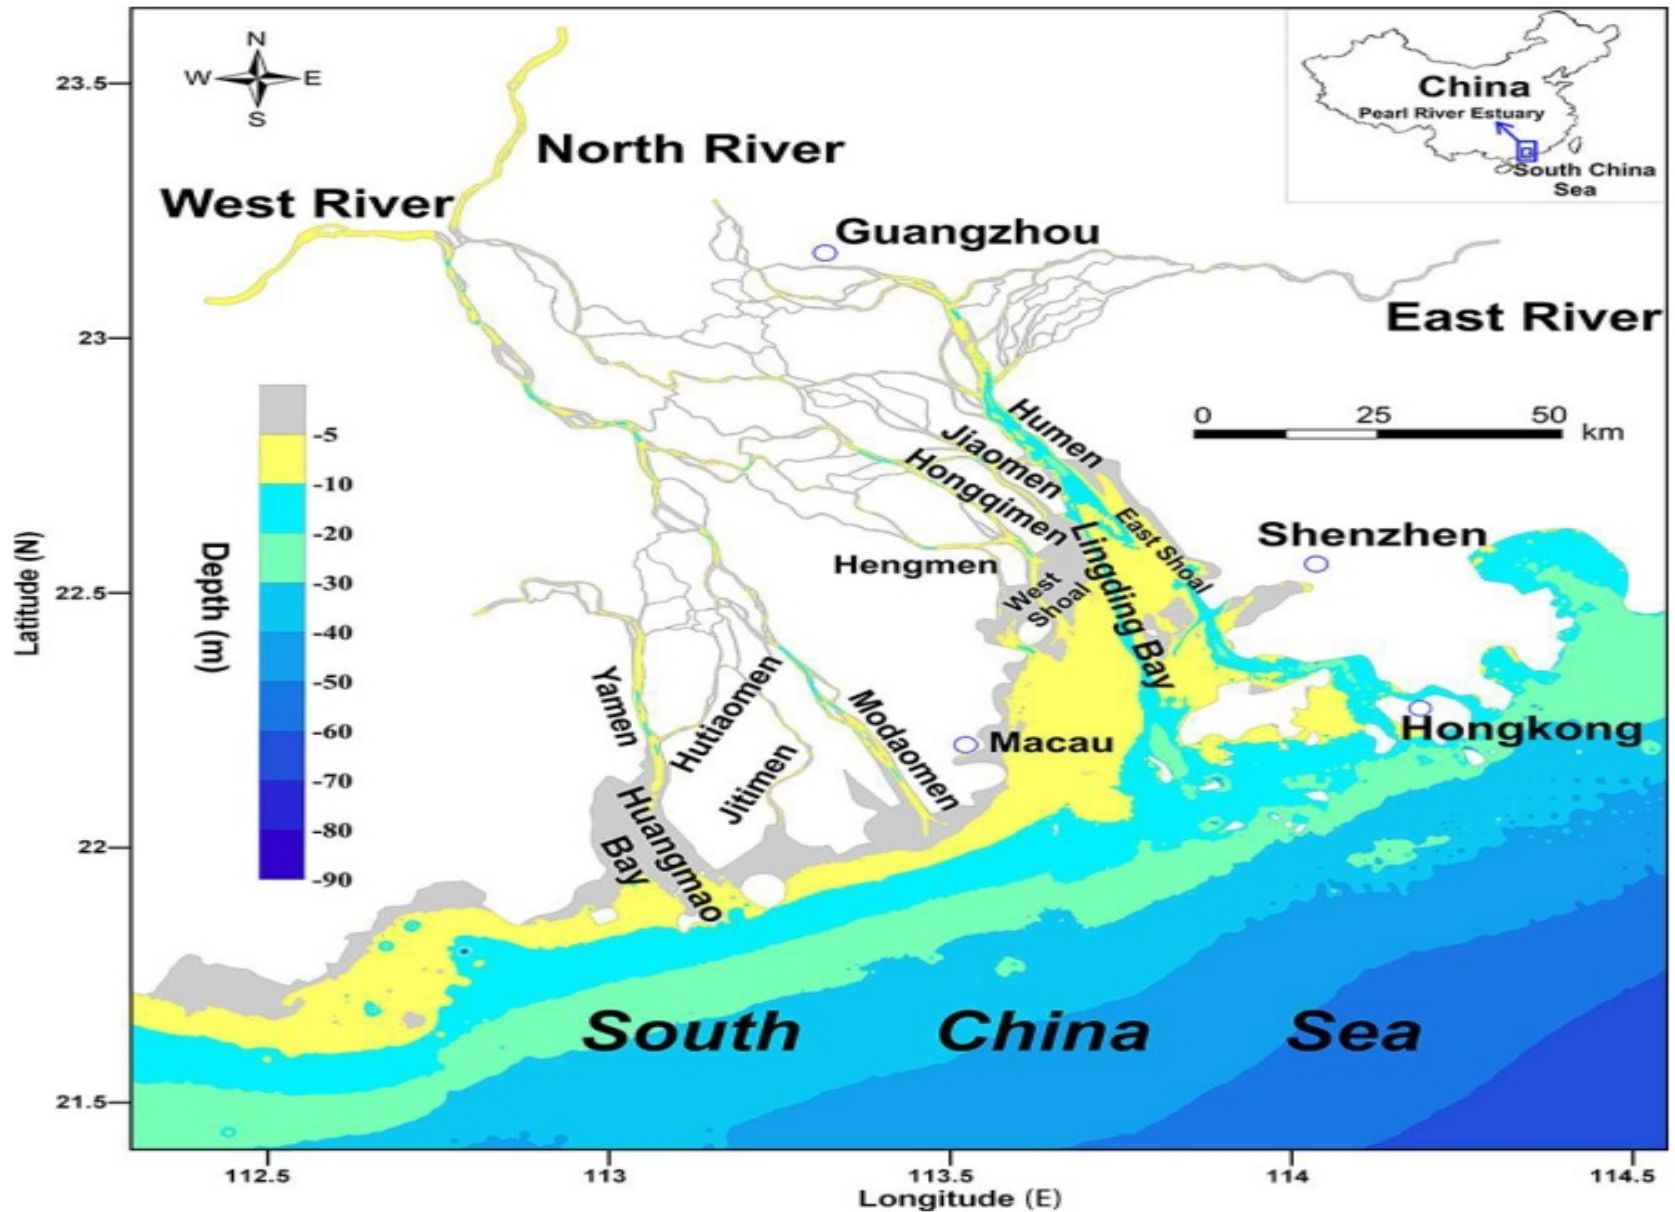 N
W E
S
North River
West River
China
Pearl River Estuary
South China
Sea
Guangzhou
East River
0 25 50
km
Humen
Jiaomen
Hongqimen
Hengmen
East Shoal
West
Shoal
Lingding Bay
Shenzhen
Hongkong
Macau
Yamen
Hutiaomen
Jitimen
Modaomen
Huangmao
Bay
South China Sea
Depth (m)
-5
-10
-20
-30
-40
-50
-60
-70
-80
-90
Latitude (N)
23.5
23
22.5
22
21.5
112.5 113 113.5 114 114.5
Longitude (E)